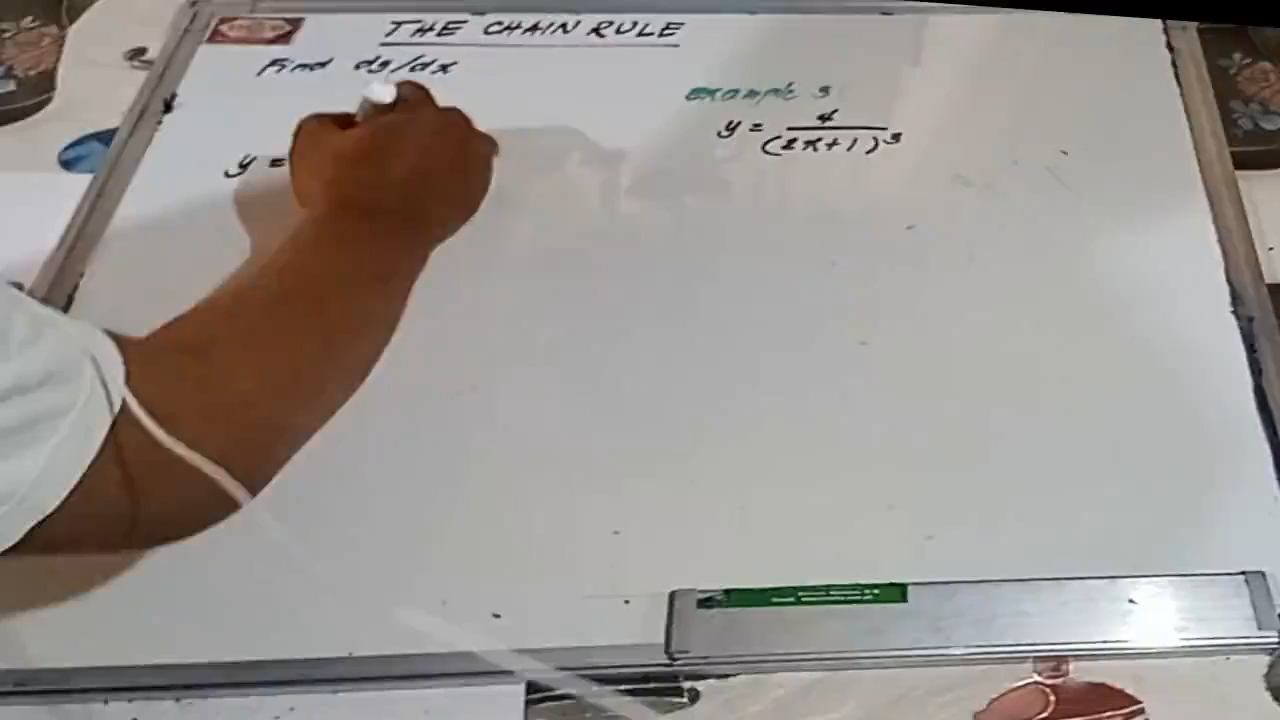 THE CHAIN RULE
Find dy/dx
y =
example 3
y = 4/(2x+1)³